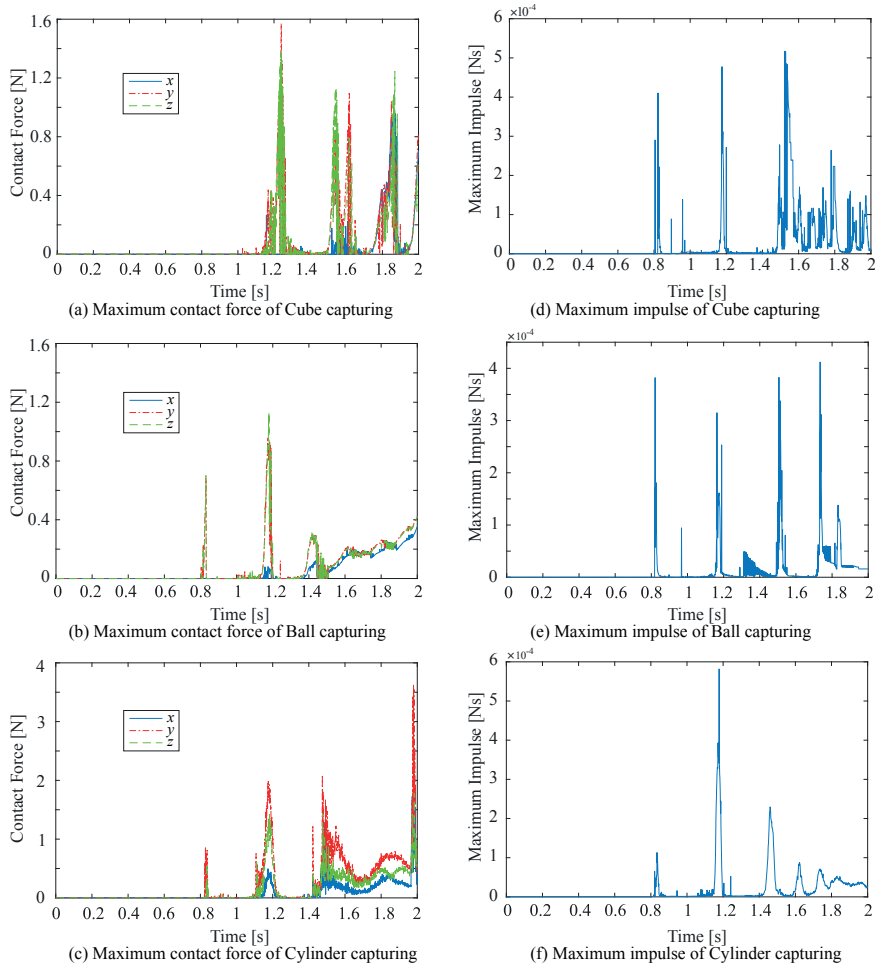 1.6
1.2
0.8
0.4
0
Contact Force [N]
x
y
z
0 0.2 0.4 0.6 0.8 1 1.2 1.4 1.6 1.8 2
Time [s]
(a) Maximum contact force of Cube capturing
×10⁻⁴
6
5
4
3
2
1
0
Maximum Impulse [Ns]
0 0.2 0.4 0.6 0.8 1 1.2 1.4 1.6 1.8 2
Time [s]
(d) Maximum impulse of Cube capturing
1.6
1.2
0.8
0.4
0
Contact Force [N]
x
y
z
0 0.2 0.4 0.6 0.8 1 1.2 1.4 1.6 1.8 2
Time [s]
(b) Maximum contact force of Ball capturing
×10⁻⁴
4
3
2
1
0
Maximum Impulse [Ns]
0 0.2 0.4 0.6 0.8 1 1.2 1.4 1.6 1.8 2
Time [s]
(e) Maximum impulse of Ball capturing
4
3
2
1
0
Contact Force [N]
x
y
z
0 0.2 0.4 0.6 0.8 1 1.2 1.4 1.6 1.8 2
Time [s]
(c) Maximum contact force of Cylinder capturing
×10⁻⁴
6
5
4
3
2
1
0
Maximum Impulse [Ns]
0 0.2 0.4 0.6 0.8 1 1.2 1.4 1.6 1.8 2
Time [s]
(f) Maximum impulse of Cylinder capturing